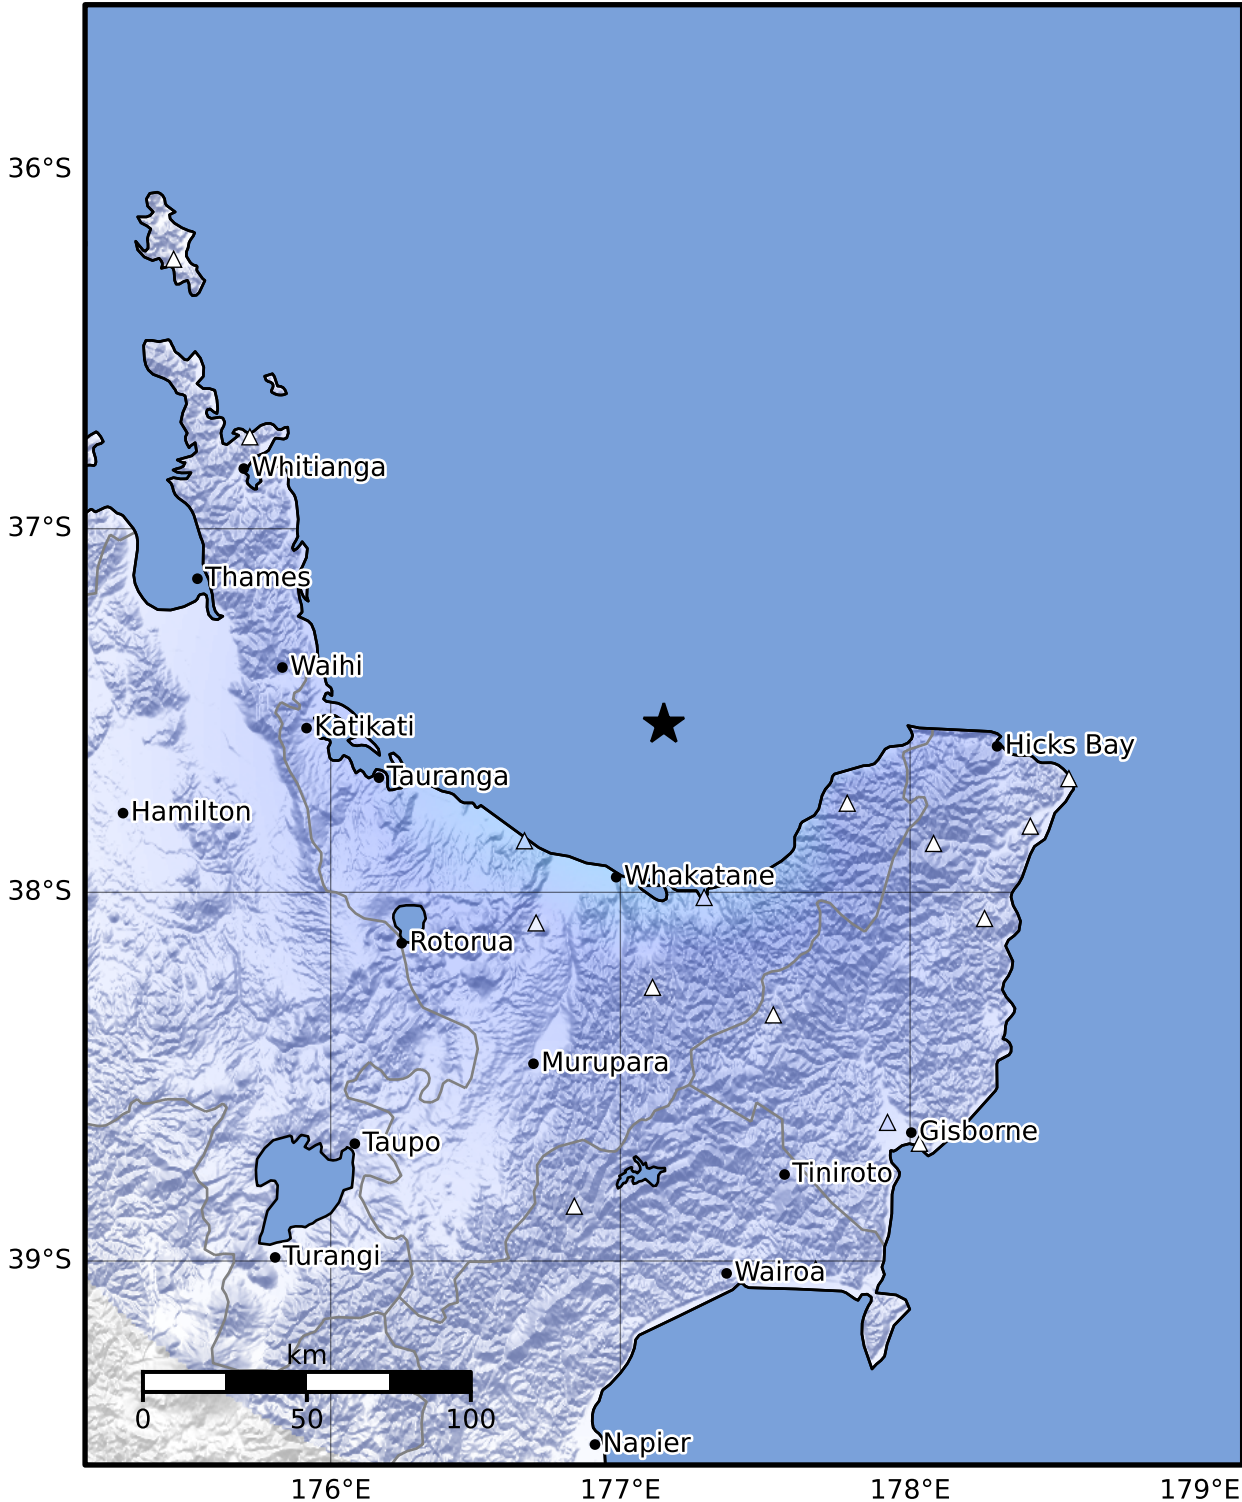 36°S
Whitianga
37°S
Thames
Waihi
Katikati
Hicks Bay
Tauranga
Hamilton
Whakatane
38°S
Rotorua
Murupara
Gisborne
Taupo
Tiniroto
Turangi
39°S
Wairoa
km
0 50 100
Napier
176°E 177°E 178°E 179°E